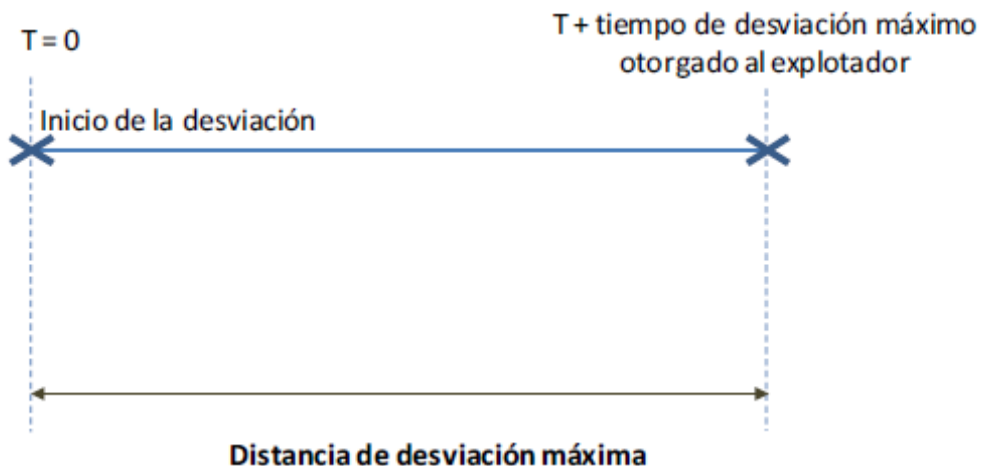 T = 0
T + tiempo de desviación máximo
otorgado al explotador
Inicio de la desviación
Distancia de desviación máxima